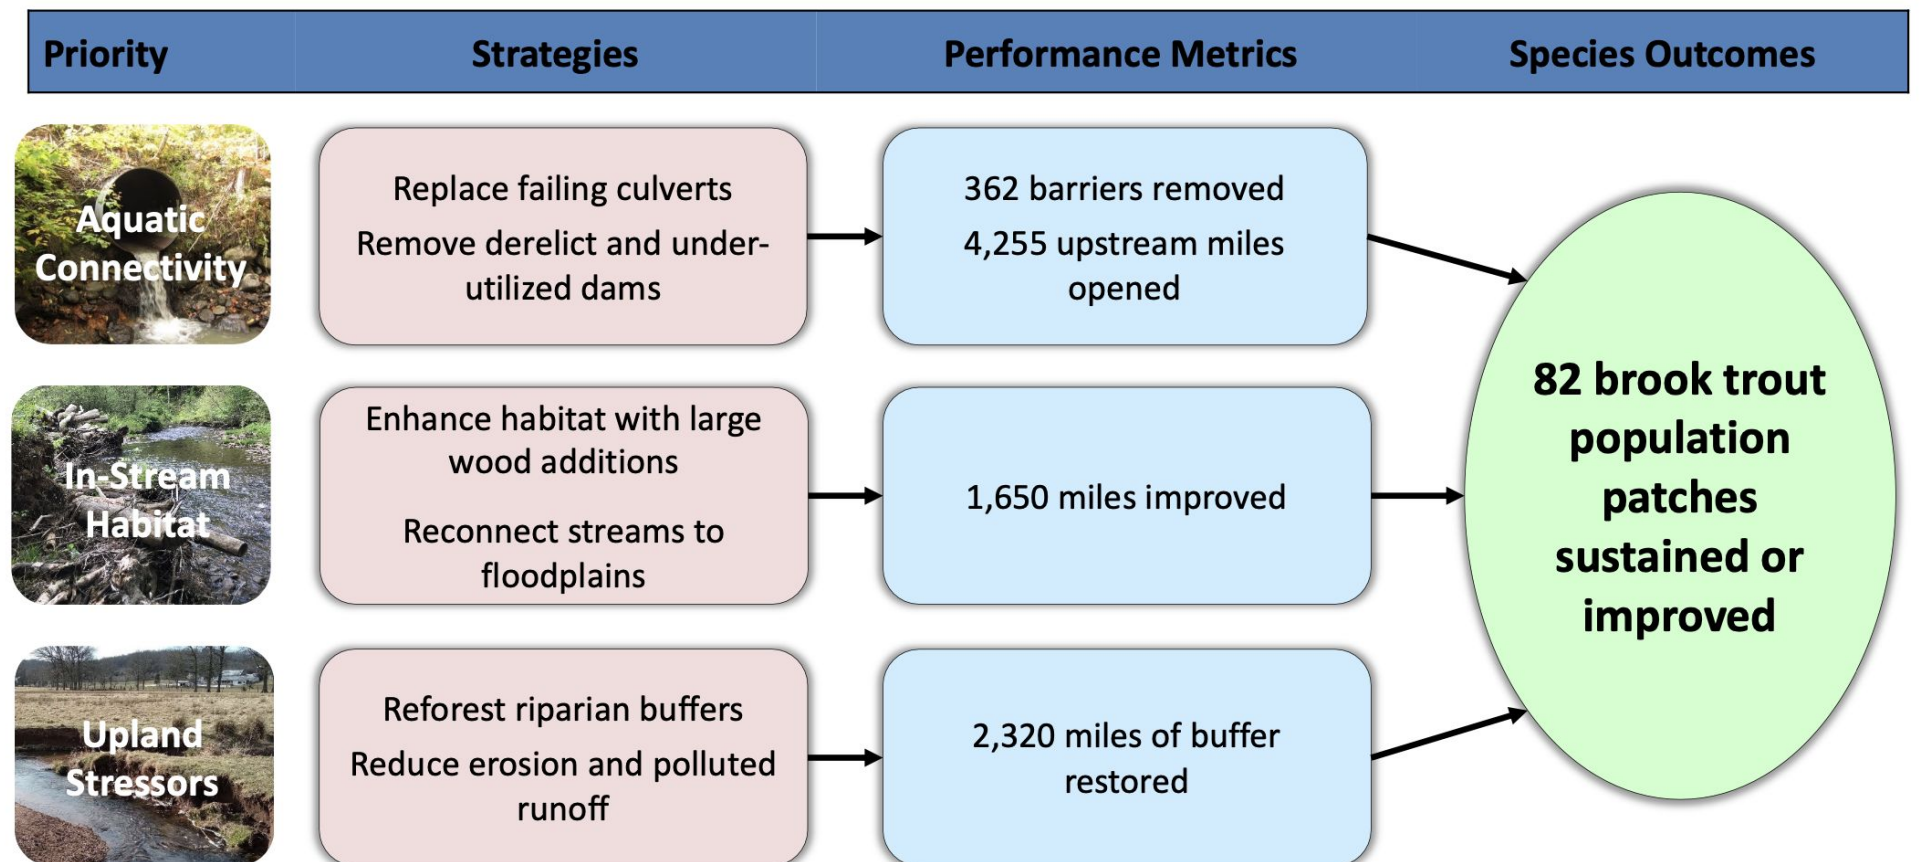 Priority
Strategies
Performance Metrics
Species Outcomes
Aquatic
Connectivity
Replace failing culverts
Remove derelict and under-
utilized dams
362 barriers removed
4,255 upstream miles
opened
In-Stream
Habitat
Enhance habitat with large
wood additions
Reconnect streams to
floodplains
1,650 miles improved
Upland
Stressors
Reforest riparian buffers
Reduce erosion and polluted
runoff
2,320 miles of buffer
restored
82 brook trout
population
patches
sustained or
improved